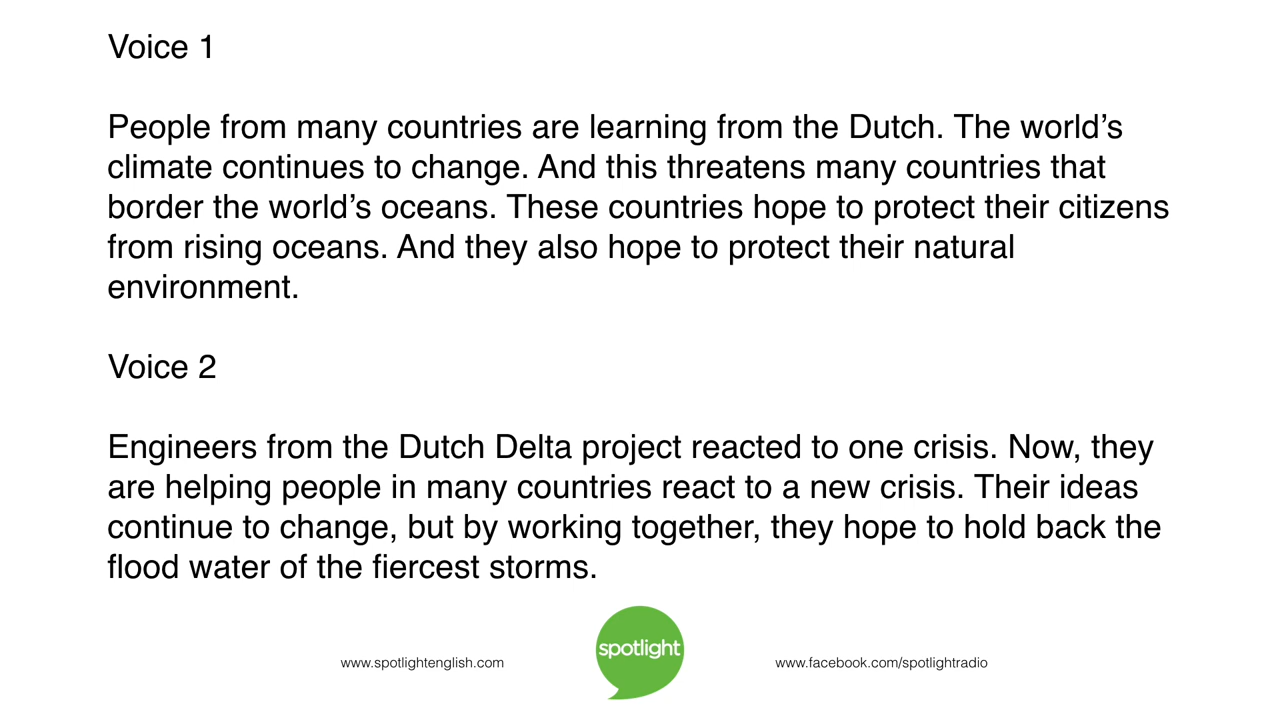 Voice 1
People from many countries are learning from the Dutch. The world’s
climate continues to change. And this threatens many countries that
border the world’s oceans. These countries hope to protect their citizens
from rising oceans. And they also hope to protect their natural
environment.
Voice 2
Engineers from the Dutch Delta project reacted to one crisis. Now, they
are helping people in many countries react to a new crisis. Their ideas
continue to change, but by working together, they hope to hold back the
flood water of the fiercest storms.
www.spotlightenglish.com
spotlight
www.facebook.com/spotlightradio